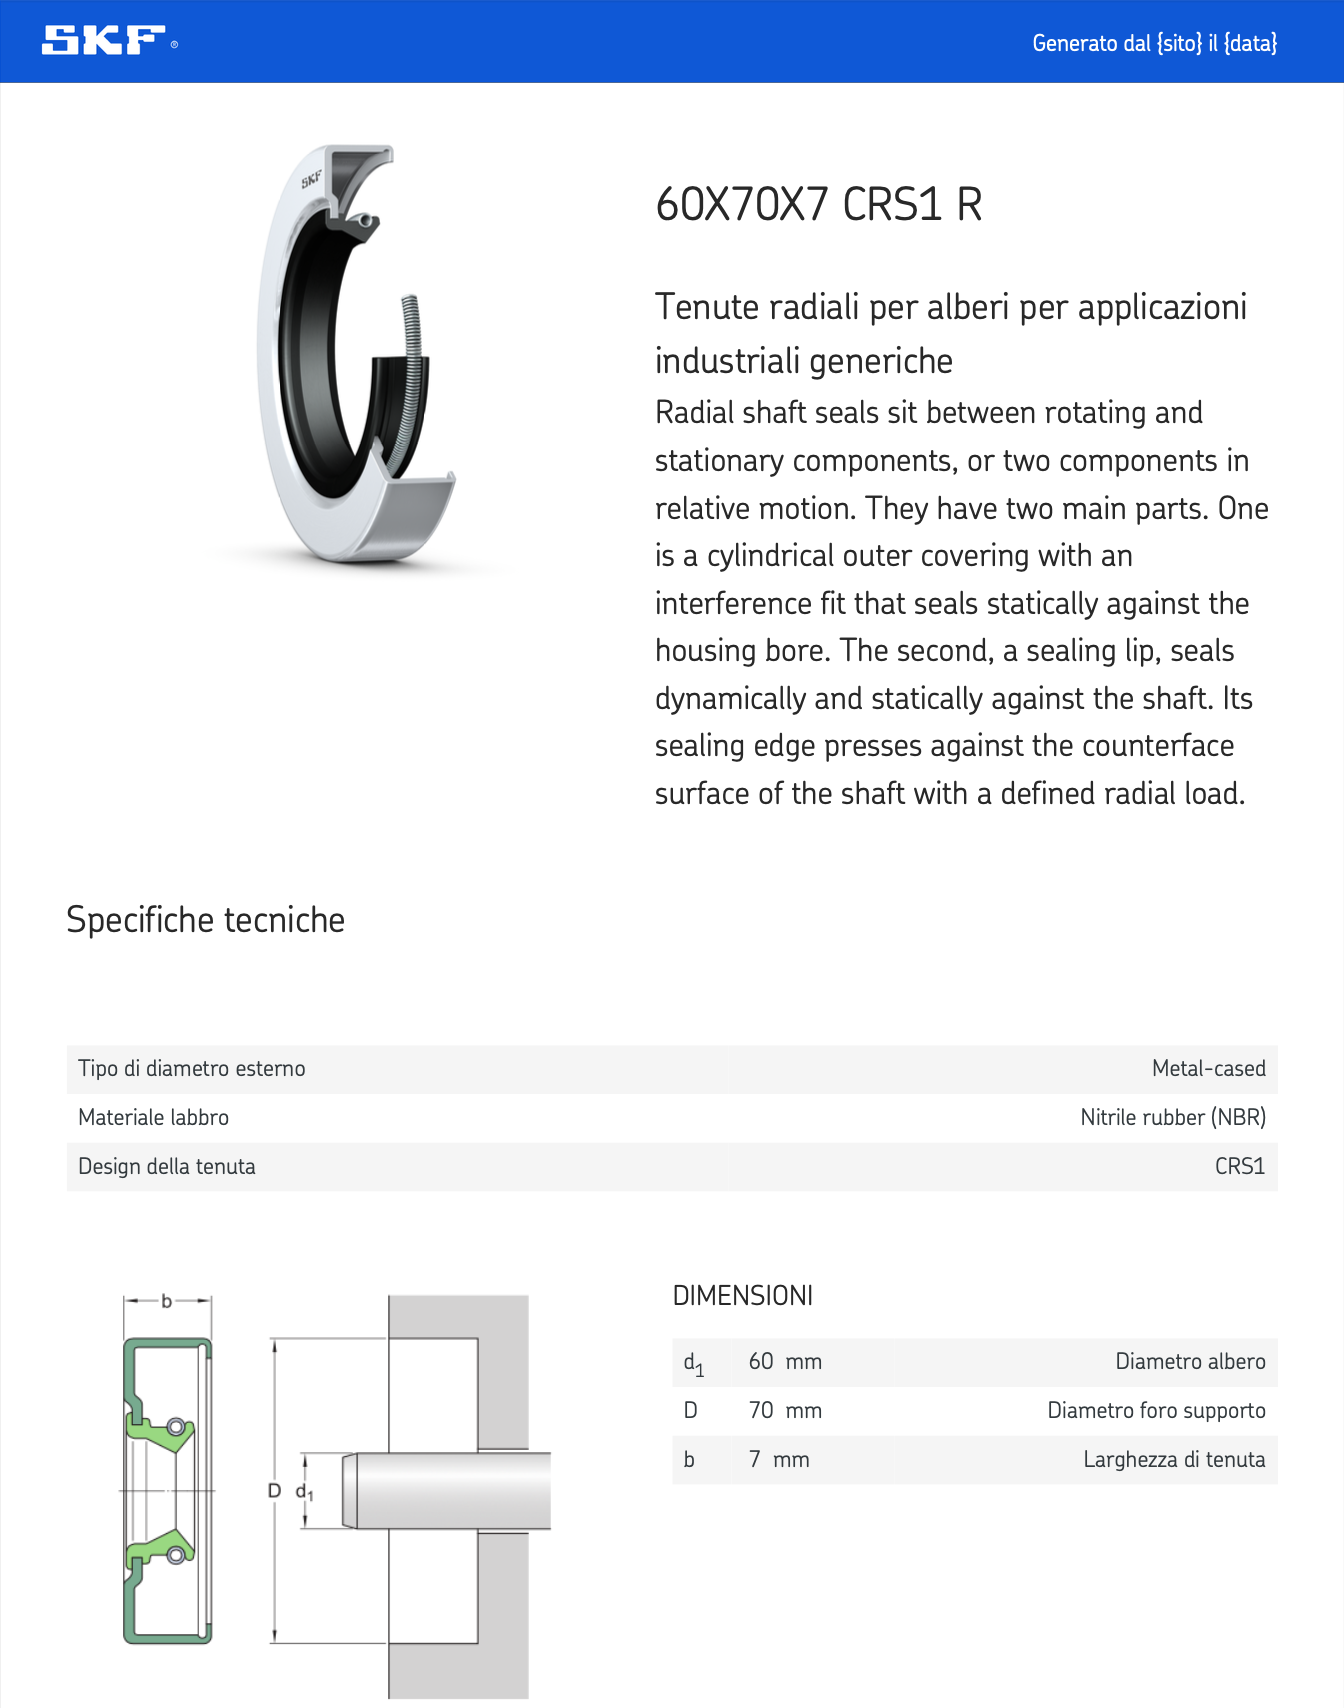 SKF®
Generato dal {sito} il {data}
SKF
60X70X7 CRS1 R
Tenute radiali per alberi per applicazioni
industriali generiche
Radial shaft seals sit between rotating and
stationary components, or two components in
relative motion. They have two main parts. One
is a cylindrical outer covering with an
interference fit that seals statically against the
housing bore. The second, a sealing lip, seals
dynamically and statically against the shaft. Its
sealing edge presses against the counterface
surface of the shaft with a defined radial load.
Specifiche tecniche
Tipo di diametro esterno Metal-cased
Materiale labbro Nitrile rubber (NBR)
Design della tenuta CRS1
b
D d1
DIMENSIONI
d1 60 mm Diametro albero
D 70 mm Diametro foro supporto
b 7 mm Larghezza di tenuta